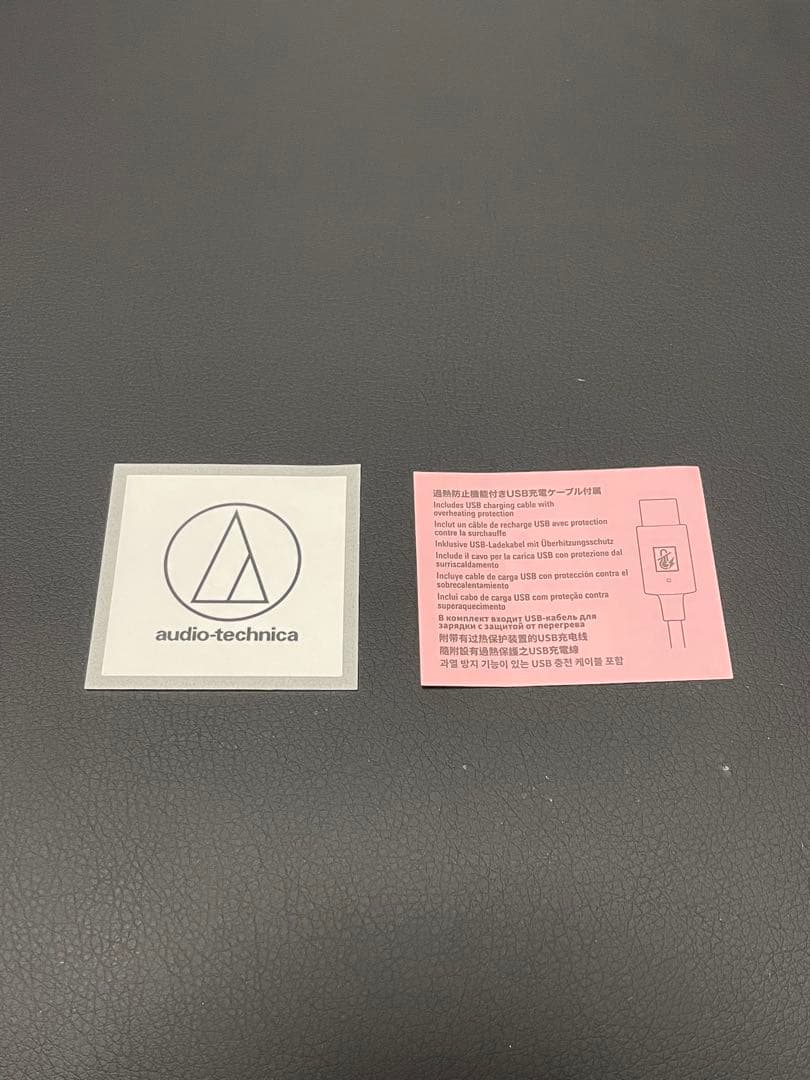 audio-technica
過熱防止機能付きUSB充電ケーブル付属
Includes USB charging cable with
overheating protection
Inclut un câble de recharge USB avec protection
contre la surchauffe
Inklusive USB-Ladekabel mit Überhitzungsschutz
Include il cavo per la carica USB con protezione dal
surriscaldamento
Incluye cable de carga USB con protección contra el
sobrecalentamiento
Inclui cabo de carga USB com proteção contra
superaquecimento
В комплект входит USB-кабель для
зарядки с защитой от перегрева
附带有过热保护装置的USB充电线
隨附設有過熱保護之USB充電線
과열 방지 기능이 있는 USB 충전 케이블 포함